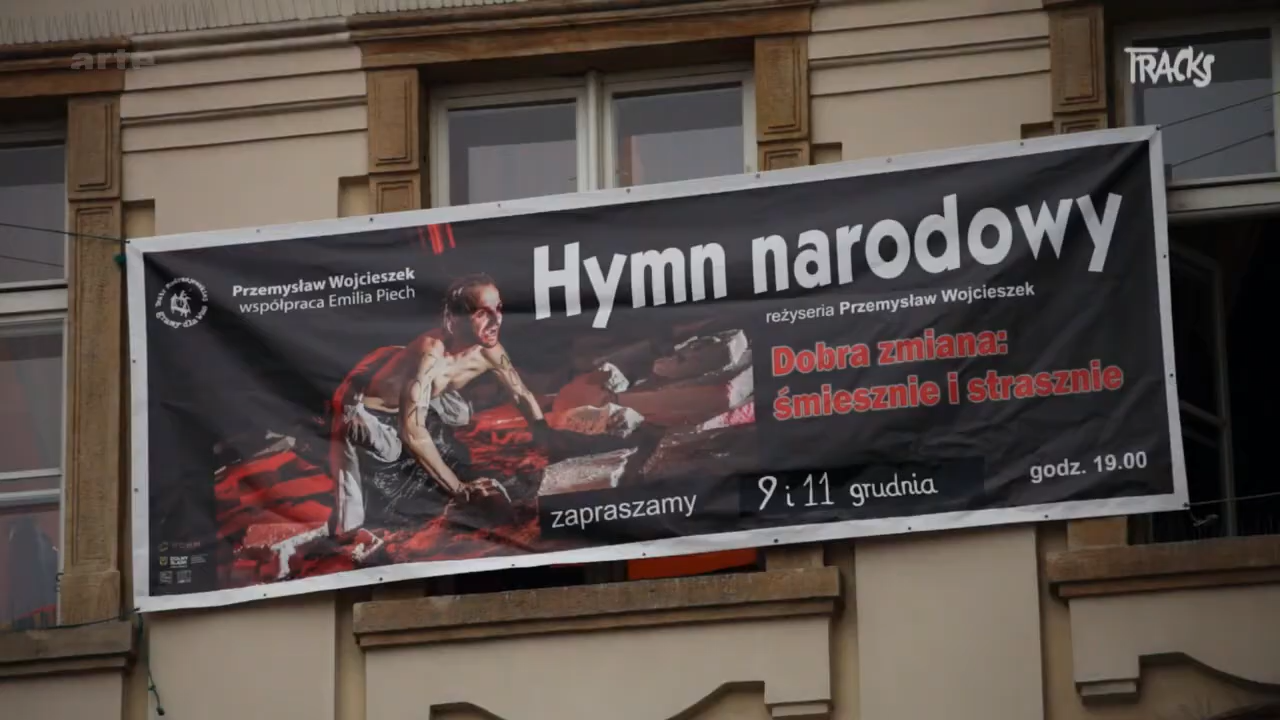 arte
TRACKS
Przemysław Wojcieszek
współpraca Emilia Piech
Hymn narodowy
reżyseria Przemysław Wojcieszek
Dobra zmiana:
śmiesznie i strasznie
zapraszamy
9 i 11 grudnia
godz. 19.00